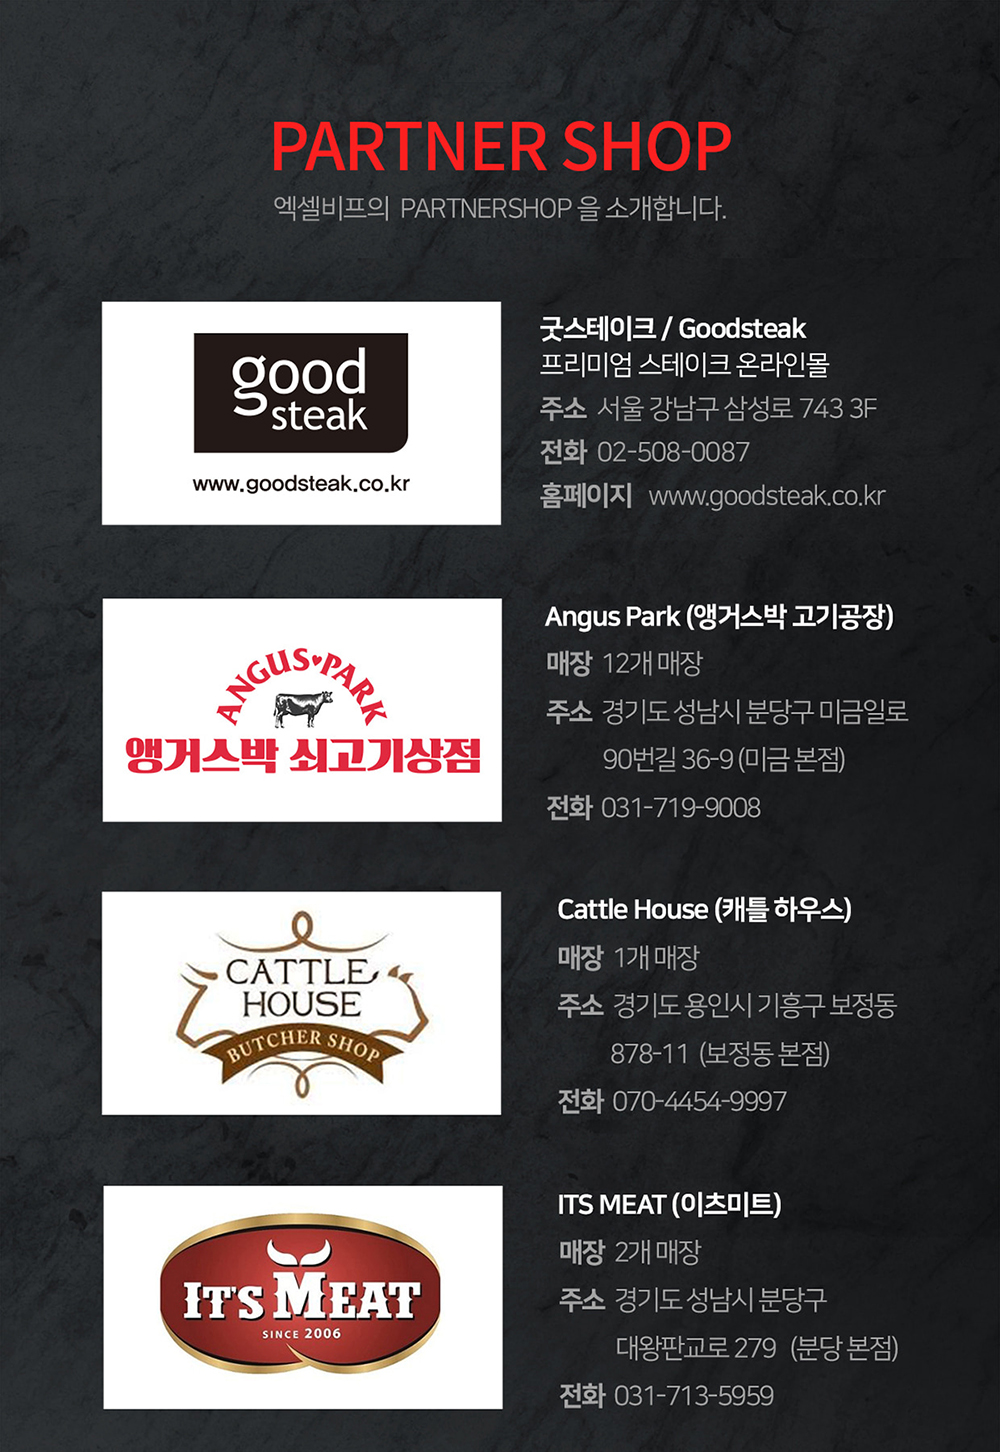 PARTNER SHOP
엑셀비프의 PARTNERSHOP 을 소개합니다.
good
steak
www.goodsteak.co.kr
굿스테이크 / Goodsteak
프리미엄 스테이크 온라인몰
주소 서울 강남구 삼성로 743 3F
전화 02-508-0087
홈페이지 www.goodsteak.co.kr
ANGUS♥PARK
앵거스박 쇠고기상점
Angus Park (앵거스박 고기공장)
매장 12개 매장
주소 경기도 성남시 분당구 미금일로
90번길 36-9 (미금 본점)
전화 031-719-9008
CATTLE
HOUSE
BUTCHER SHOP
Cattle House (캐틀 하우스)
매장 1개 매장
주소 경기도 용인시 기흥구 보정동
878-11 (보정동 본점)
전화 070-4454-9997
IT'S MEAT
SINCE 2006
ITS MEAT (이츠미트)
매장 2개 매장
주소 경기도 성남시 분당구
대왕판교로 279 (분당 본점)
전화 031-713-5959